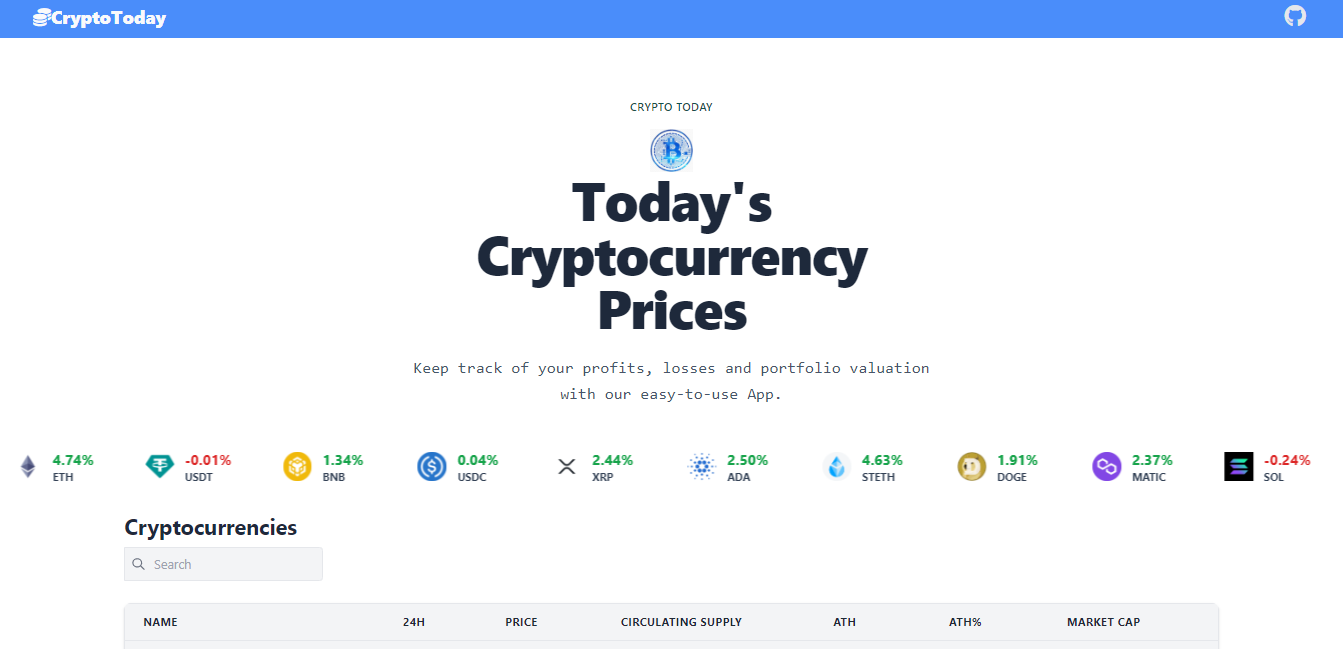 CryptoToday
CRYPTO TODAY
Today's
Cryptocurrency
Prices
Keep track of your profits, losses and portfolio valuation
with our easy-to-use App.
4.74% -0.01% 1.34% 0.04% 2.44% 2.50% 4.63% 1.91% 2.37% -0.24%
ETH USDT BNB USDC XRP ADA STETH DOGE MATIC SOL
Cryptocurrencies
Search
NAME 24H PRICE CIRCULATING SUPPLY ATH ATH% MARKET CAP